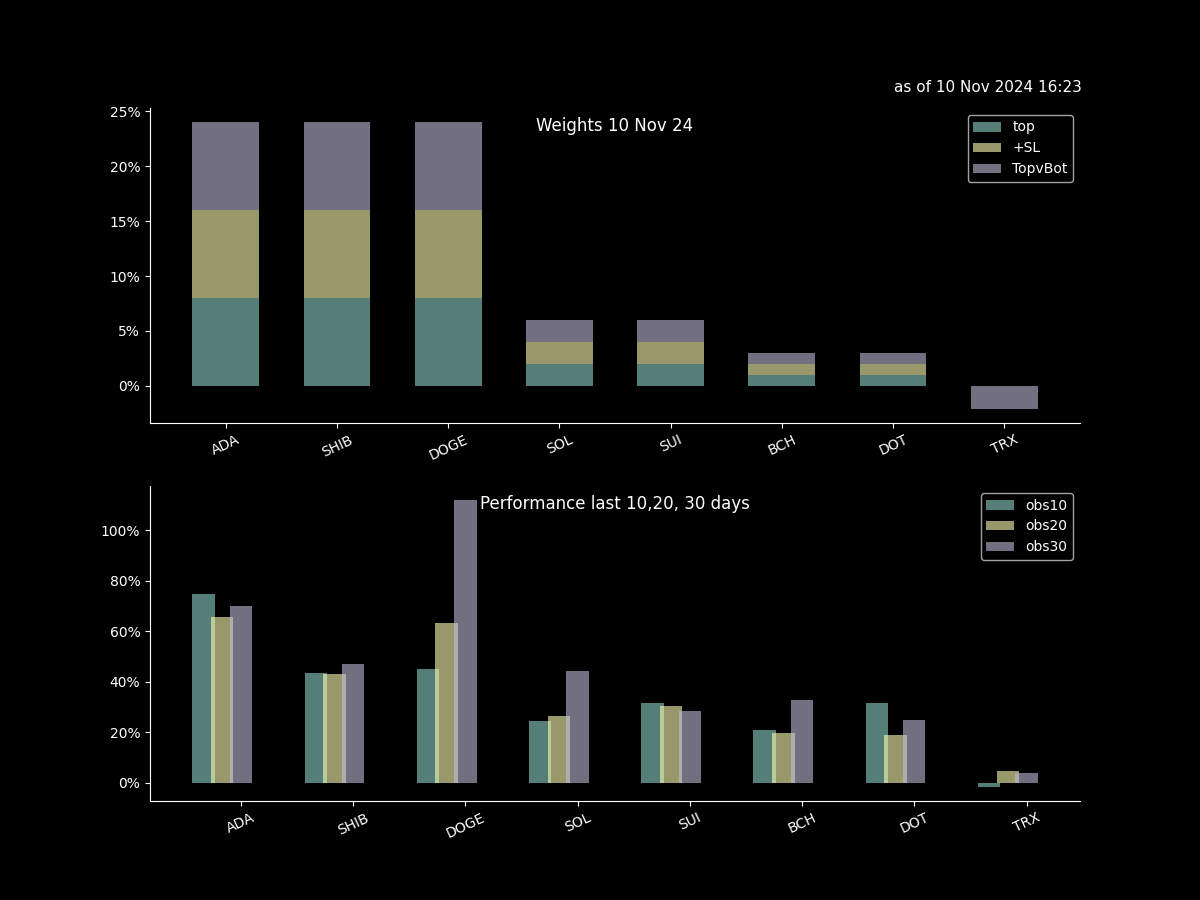 as of 10 Nov 2024 16:23
Weights 10 Nov 24
top
+SL
TopvBot
25%
20%
15%
10%
5%
0%
ADA SHIB DOGE SOL SUI BCH DOT TRX
Performance last 10,20, 30 days
obs10
obs20
obs30
100%
80%
60%
40%
20%
0%
ADA SHIB DOGE SOL SUI BCH DOT TRX